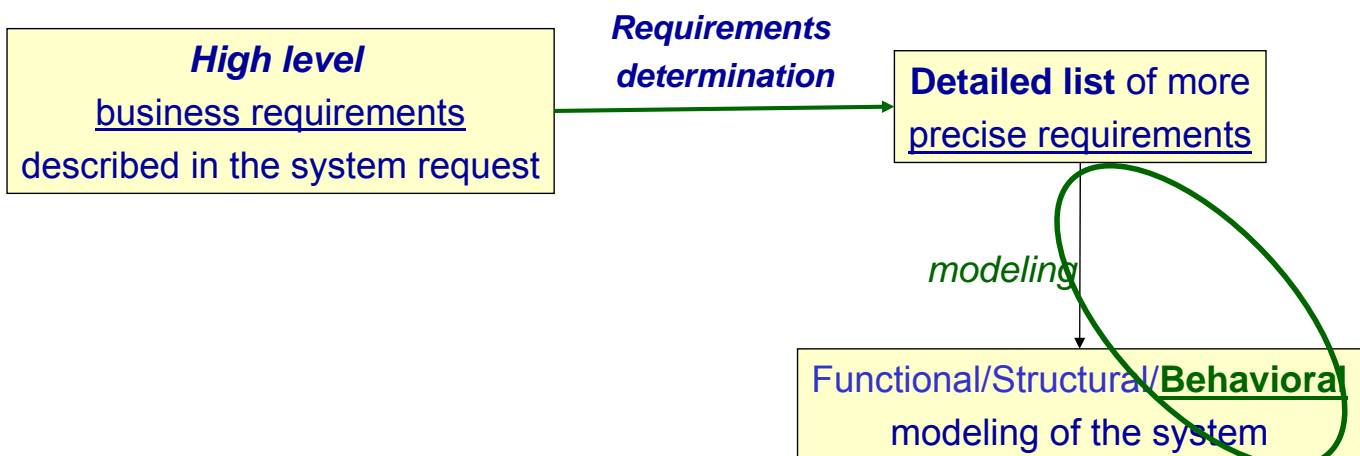 High level
business requirements
described in the system request
Requirements
determination
Detailed list of more
precise requirements
modeling
Functional/Structural/Behavioral
modeling of the system